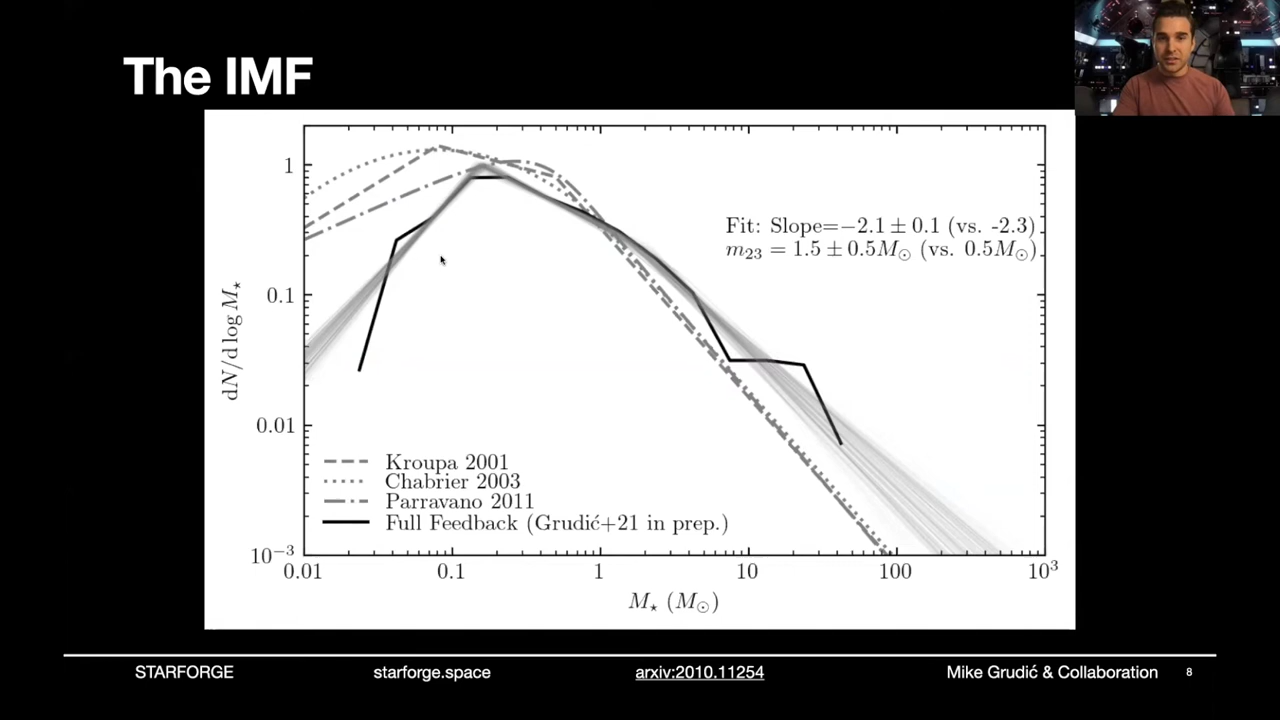 The IMF
1
0.1
0.01
10⁻³
dN/d log M⋆
Fit: Slope=−2.1 ± 0.1 (vs. -2.3)
m₂₃ = 1.5 ± 0.5M⊙ (vs. 0.5M⊙)
Kroupa 2001
Chabrier 2003
Parravano 2011
Full Feedback (Grudić+21 in prep.)
0.01 0.1 1 10 100 10³
M⋆ (M⊙)
STARFORGE starforge.space arxiv:2010.11254 Mike Grudić & Collaboration 8